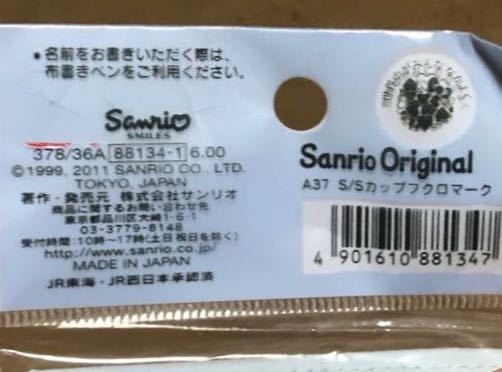 •名前をお書きいただく際は、
布書きペンをご利用ください。
Sanrio
SMILES
378/36A 88134-1 6.00
©1999, 2011 SANRIO CO., LTD.
TOKYO, JAPAN
著作・発売元 株式会社サンリオ
商品に関するお問い合わせ先
東京都品川区大崎1-6-1
03-3779-8148
受付時間:10時〜17時(土日祝日を除く)
http://www.sanrio.co.jp/
MADE IN JAPAN
JR東海・JR西日本承認済
Sanrio Original
A37 S/Sカップフクロマーク
4 901610 881347